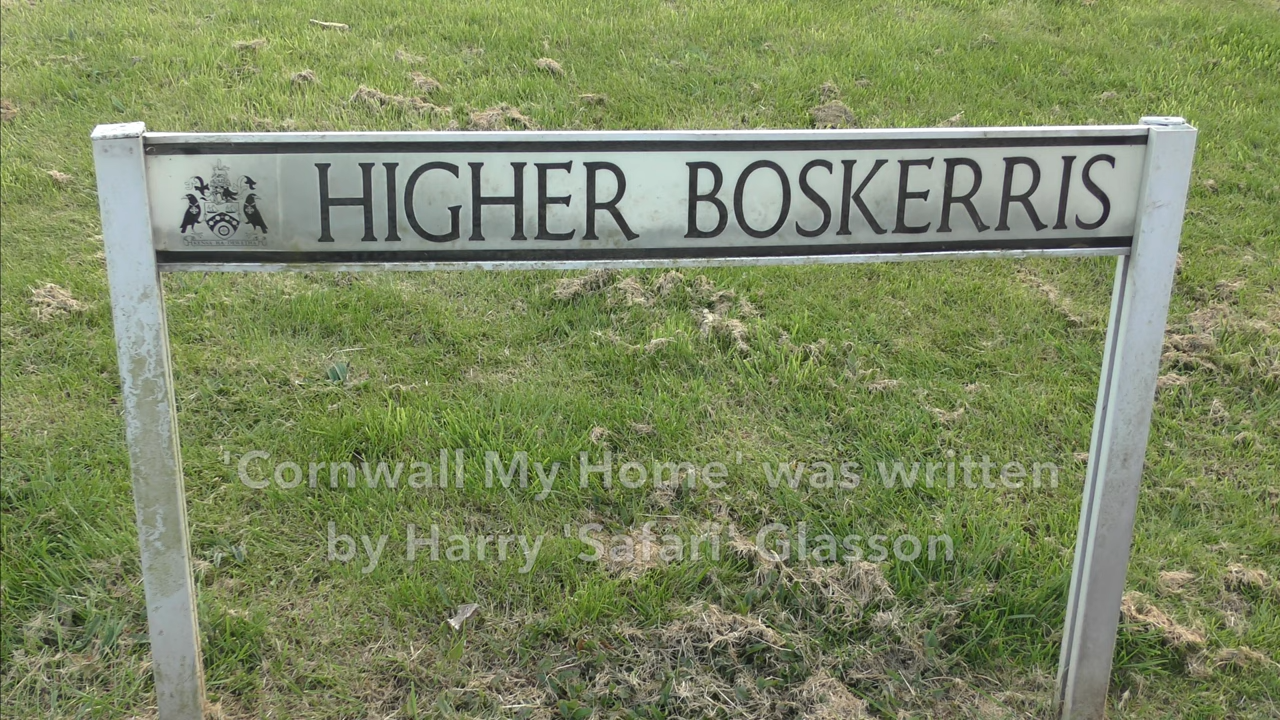 HIGHER BOSKERRIS
'Cornwall My Home' was written
by Harry 'Safari' Glasson